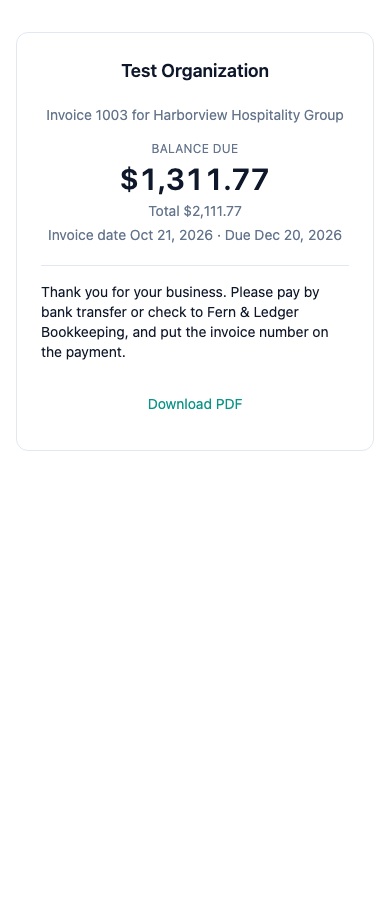 Test Organization
Invoice 1003 for Harborview Hospitality Group
BALANCE DUE
$1,311.77
Total $2,111.77
Invoice date Oct 21, 2026 · Due Dec 20, 2026
Thank you for your business. Please pay by
bank transfer or check to Fern & Ledger
Bookkeeping, and put the invoice number on
the payment.
Download PDF